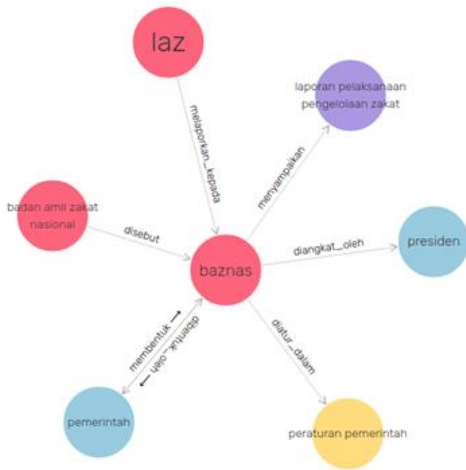 laz
laporan pelaksanaan
pengelolaan zakat
melaporkan_kepada
menyampaikan
badan amil zakat
nasional
disebut
presiden
diangkat_oleh
baznas
membentuk →
dibentuk_oleh →
diatur_dalam
pemerintah
peraturan pemerintah